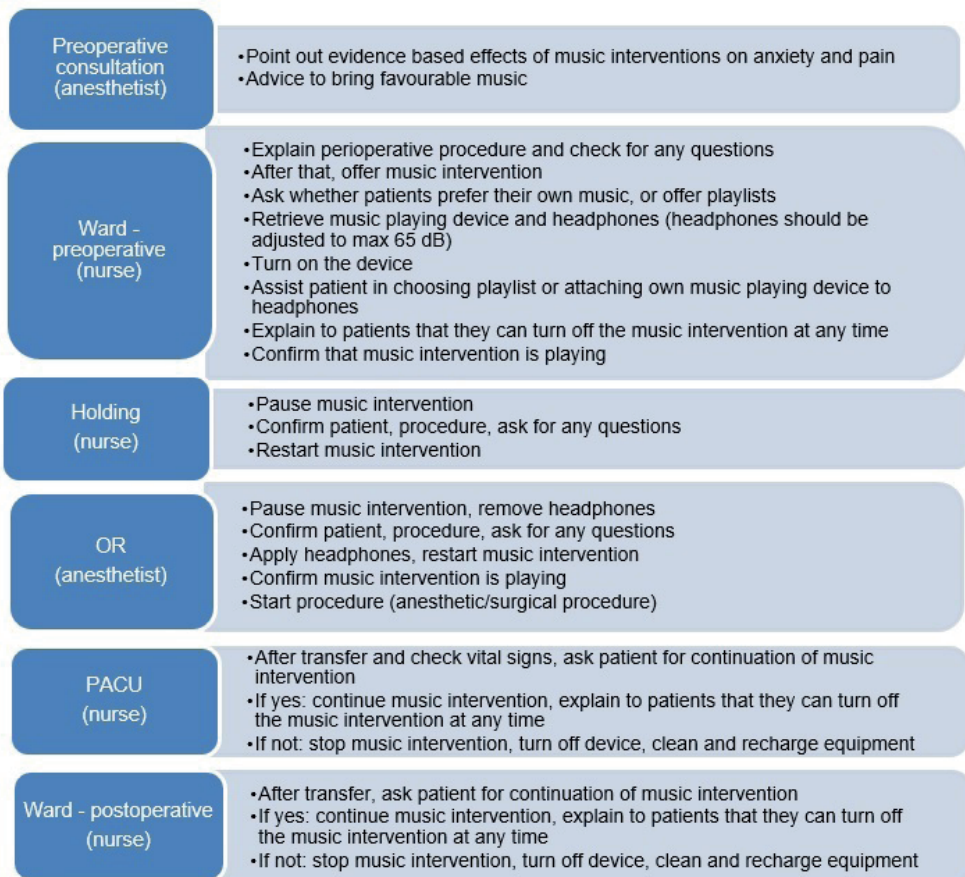 Preoperative
consultation
(anesthetist)
•Point out evidence based effects of music interventions on anxiety and pain
•Advice to bring favourable music
Ward -
preoperative
(nurse)
•Explain perioperative procedure and check for any questions
•After that, offer music intervention
•Ask whether patients prefer their own music, or offer playlists
•Retrieve music playing device and headphones (headphones should be
adjusted to max 65 dB)
•Turn on the device
•Assist patient in choosing playlist or attaching own music playing device to
headphones
•Explain to patients that they can turn off the music intervention at any time
•Confirm that music intervention is playing
Holding
(nurse)
•Pause music intervention
•Confirm patient, procedure, ask for any questions
•Restart music intervention
OR
(anesthetist)
•Pause music intervention, remove headphones
•Confirm patient, procedure, ask for any questions
•Apply headphones, restart music intervention
•Confirm music intervention is playing
•Start procedure (anesthetic/surgical procedure)
PACU
(nurse)
•After transfer and check vital signs, ask patient for continuation of music
intervention
•If yes: continue music intervention, explain to patients that they can turn off
the music intervention at any time
•If not: stop music intervention, turn off device, clean and recharge equipment
Ward - postoperative
(nurse)
•After transfer, ask patient for continuation of music intervention
•If yes: continue music intervention, explain to patients that they can turn off
the music intervention at any time
•If not: stop music intervention, turn off device, clean and recharge equipment